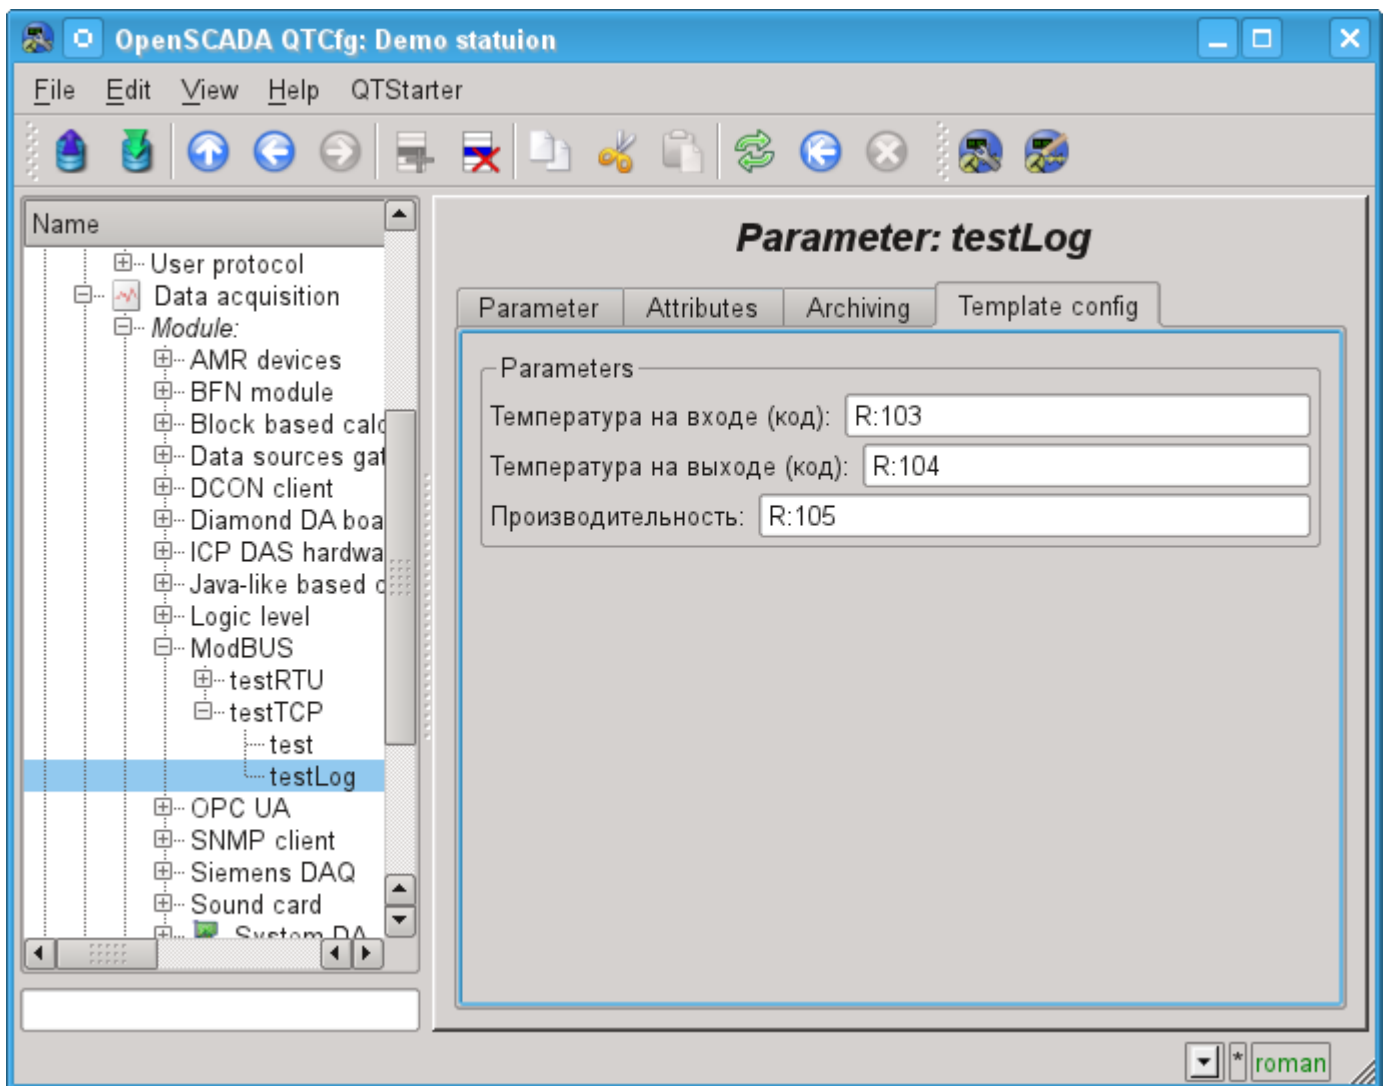 OpenSCADA QTCfg: Demo statuion
File Edit View Help QTStarter
Name
User protocol
Data acquisition
Module:
AMR devices
BFN module
Block based calc
Data sources gat
DCON client
Diamond DA boa
ICP DAS hardwa
Java-like based c
Logic level
ModBUS
testRTU
testTCP
test
testLog
OPC UA
SNMP client
Siemens DAQ
Sound card
System DA
Parameter: testLog
Parameter Attributes Archiving Template config
Parameters
Температура на входе (код): R:103
Температура на выходе (код): R:104
Производительность: R:105
* roman